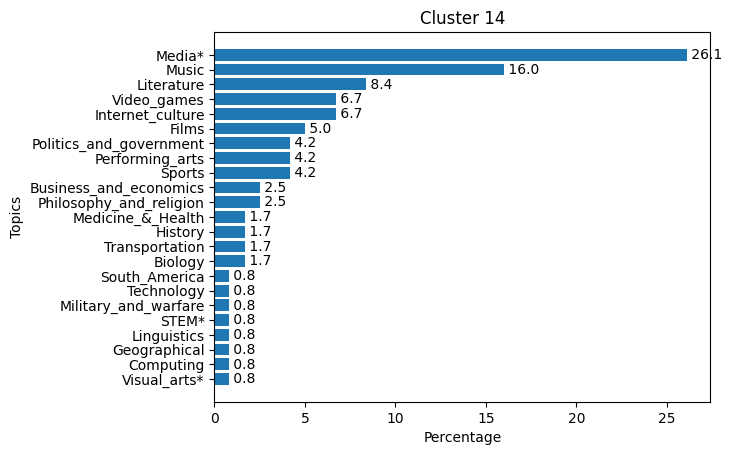 Cluster 14
Media* 26.1
Music 16.0
Literature 8.4
Video_games 6.7
Internet_culture 6.7
Films 5.0
Politics_and_government 4.2
Performing_arts 4.2
Sports 4.2
Business_and_economics 2.5
Philosophy_and_religion 2.5
Medicine_&_Health 1.7
History 1.7
Transportation 1.7
Biology 1.7
South_America 0.8
Technology 0.8
Military_and_warfare 0.8
STEM* 0.8
Linguistics 0.8
Geographical 0.8
Computing 0.8
Visual_arts* 0.8
Topics
0 5 10 15 20 25
Percentage